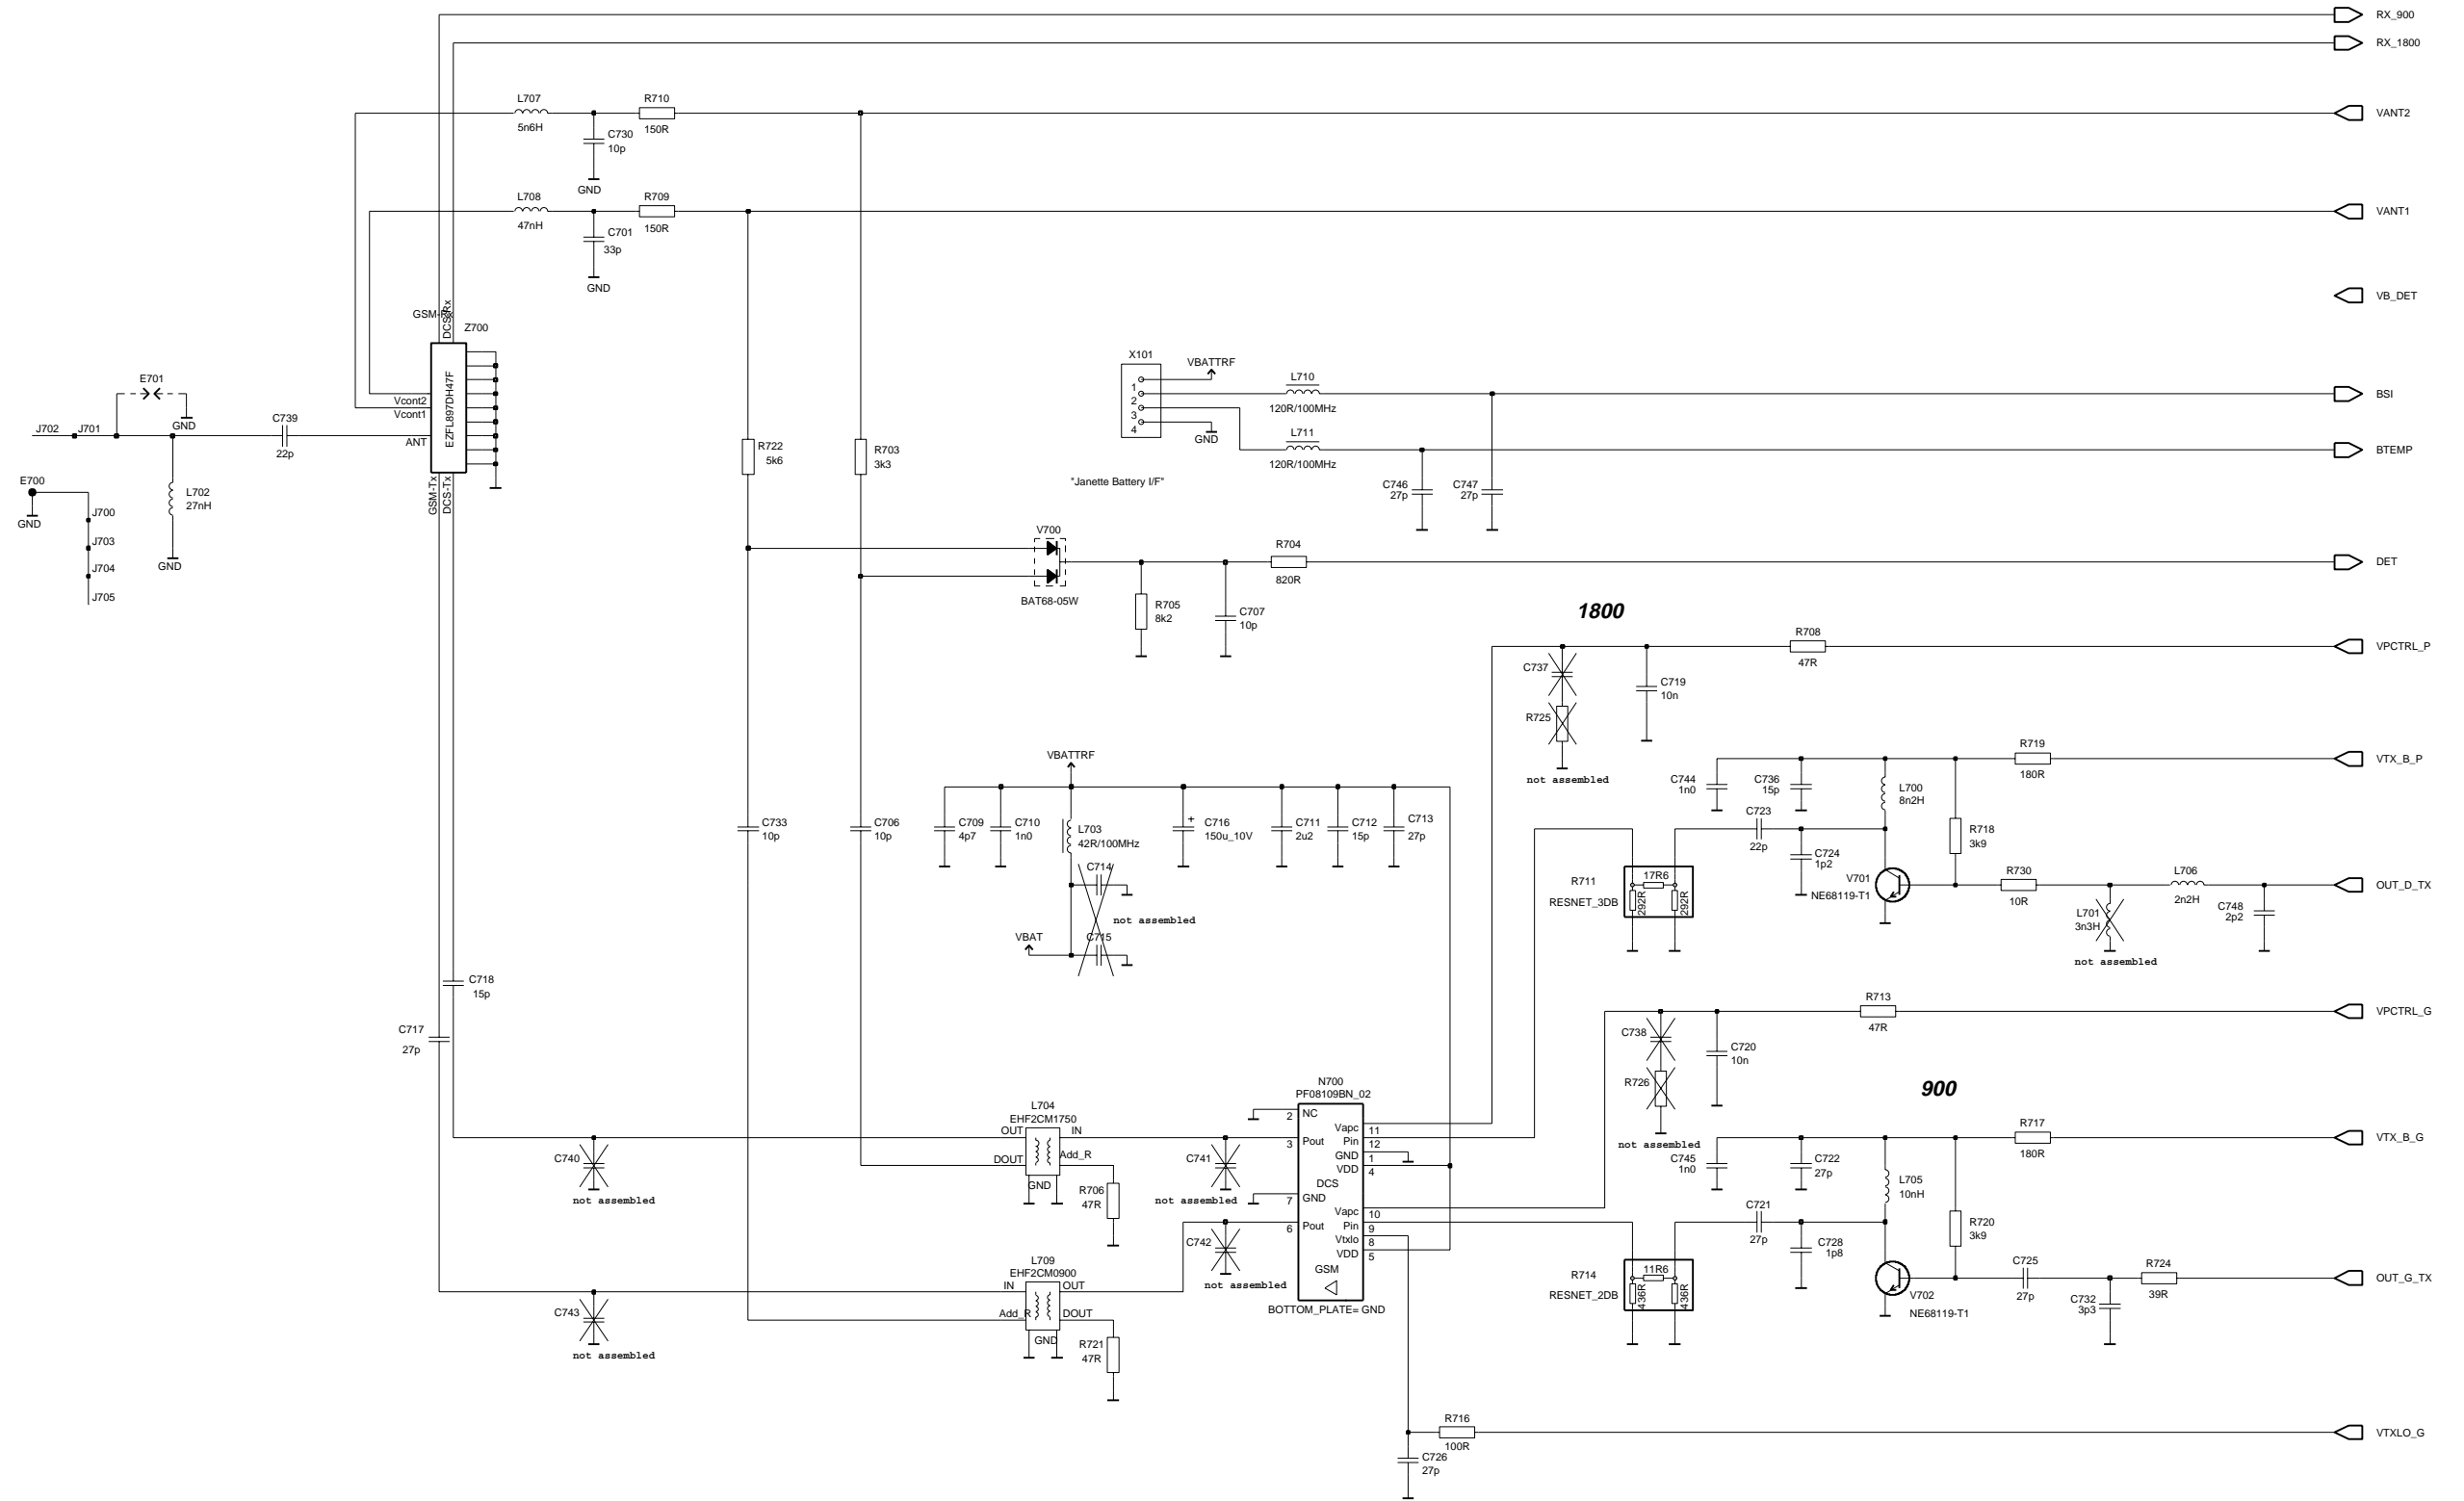 RX_900
RX_1800
L707
5n6H
R710
150R
C730
10p
GND
VANT2
L708
47nH
R709
150R
C701
33p
GND
VANT1
VB_DET
GSM-Rx
DCS-Rx
Z700
EZFL897DH47F
Vcont2
Vcont1
ANT
GSM-Tx
DCS-Tx
E701
GND
J702
J701
C739
22p
L702
27nH
GND
E700
GND
J700
J703
J704
J705
X101
1
2
3
4
VBATTRF
GND
L710
120R/100MHz
BSI
L711
120R/100MHz
BTEMP
"Janette Battery I/F"
C746
27p
C747
27p
R722
5k6
R703
3k3
V700
BAT68-05W
R704
820R
DET
R705
8k2
C707
10p
1800
R708
47R
VPCTRL_P
C737
C719
10n
R725
not assembled
R719
180R
VTX_B_P
C744
1n0
C736
15p
L700
8n2H
VBATTRF
C733
10p
C706
10p
C709
4p7
C710
1n0
L703
42R/100MHz
C716
+
150u_10V
C711
2u2
C712
15p
C713
27p
C714
not assembled
VBAT
C715
C723
22p
C724
1p2
R718
3k9
R711
RESNET_3DB
17R6
292R
292R
V701
NE68119-T1
R730
10R
L706
2n2H
OUT_D_TX
L701
3n3H
not assembled
C748
2p2
C718
15p
C717
27p
R713
47R
VPCTRL_G
C738
C720
10n
R726
not assembled
900
N700
PF08109BN_02
2
NC
3
Pout
Vapc
11
Pin
12
GND
1
VDD
4
DCS
7
GND
Vapc
10
6
Pout
Pin
9
Vtxlo
8
VDD
5
GSM
BOTTOM_PLATE= GND
L704
EHF2CM1750
OUT
IN
DOUT
Add_R
GND
C740
not assembled
R706
47R
C741
not assembled
C742
not assembled
L709
EHF2CM0900
IN
OUT
Add_R
DOUT
GND
C743
not assembled
R721
47R
R717
180R
VTX_B_G
C745
1n0
C722
27p
L705
10nH
C721
27p
C728
1p8
R720
3k9
R714
RESNET_2DB
11R6
436R
436R
V702
NE68119-T1
C725
27p
R724
39R
OUT_G_TX
C732
3p3
R716
100R
VTXLO_G
C726
27p